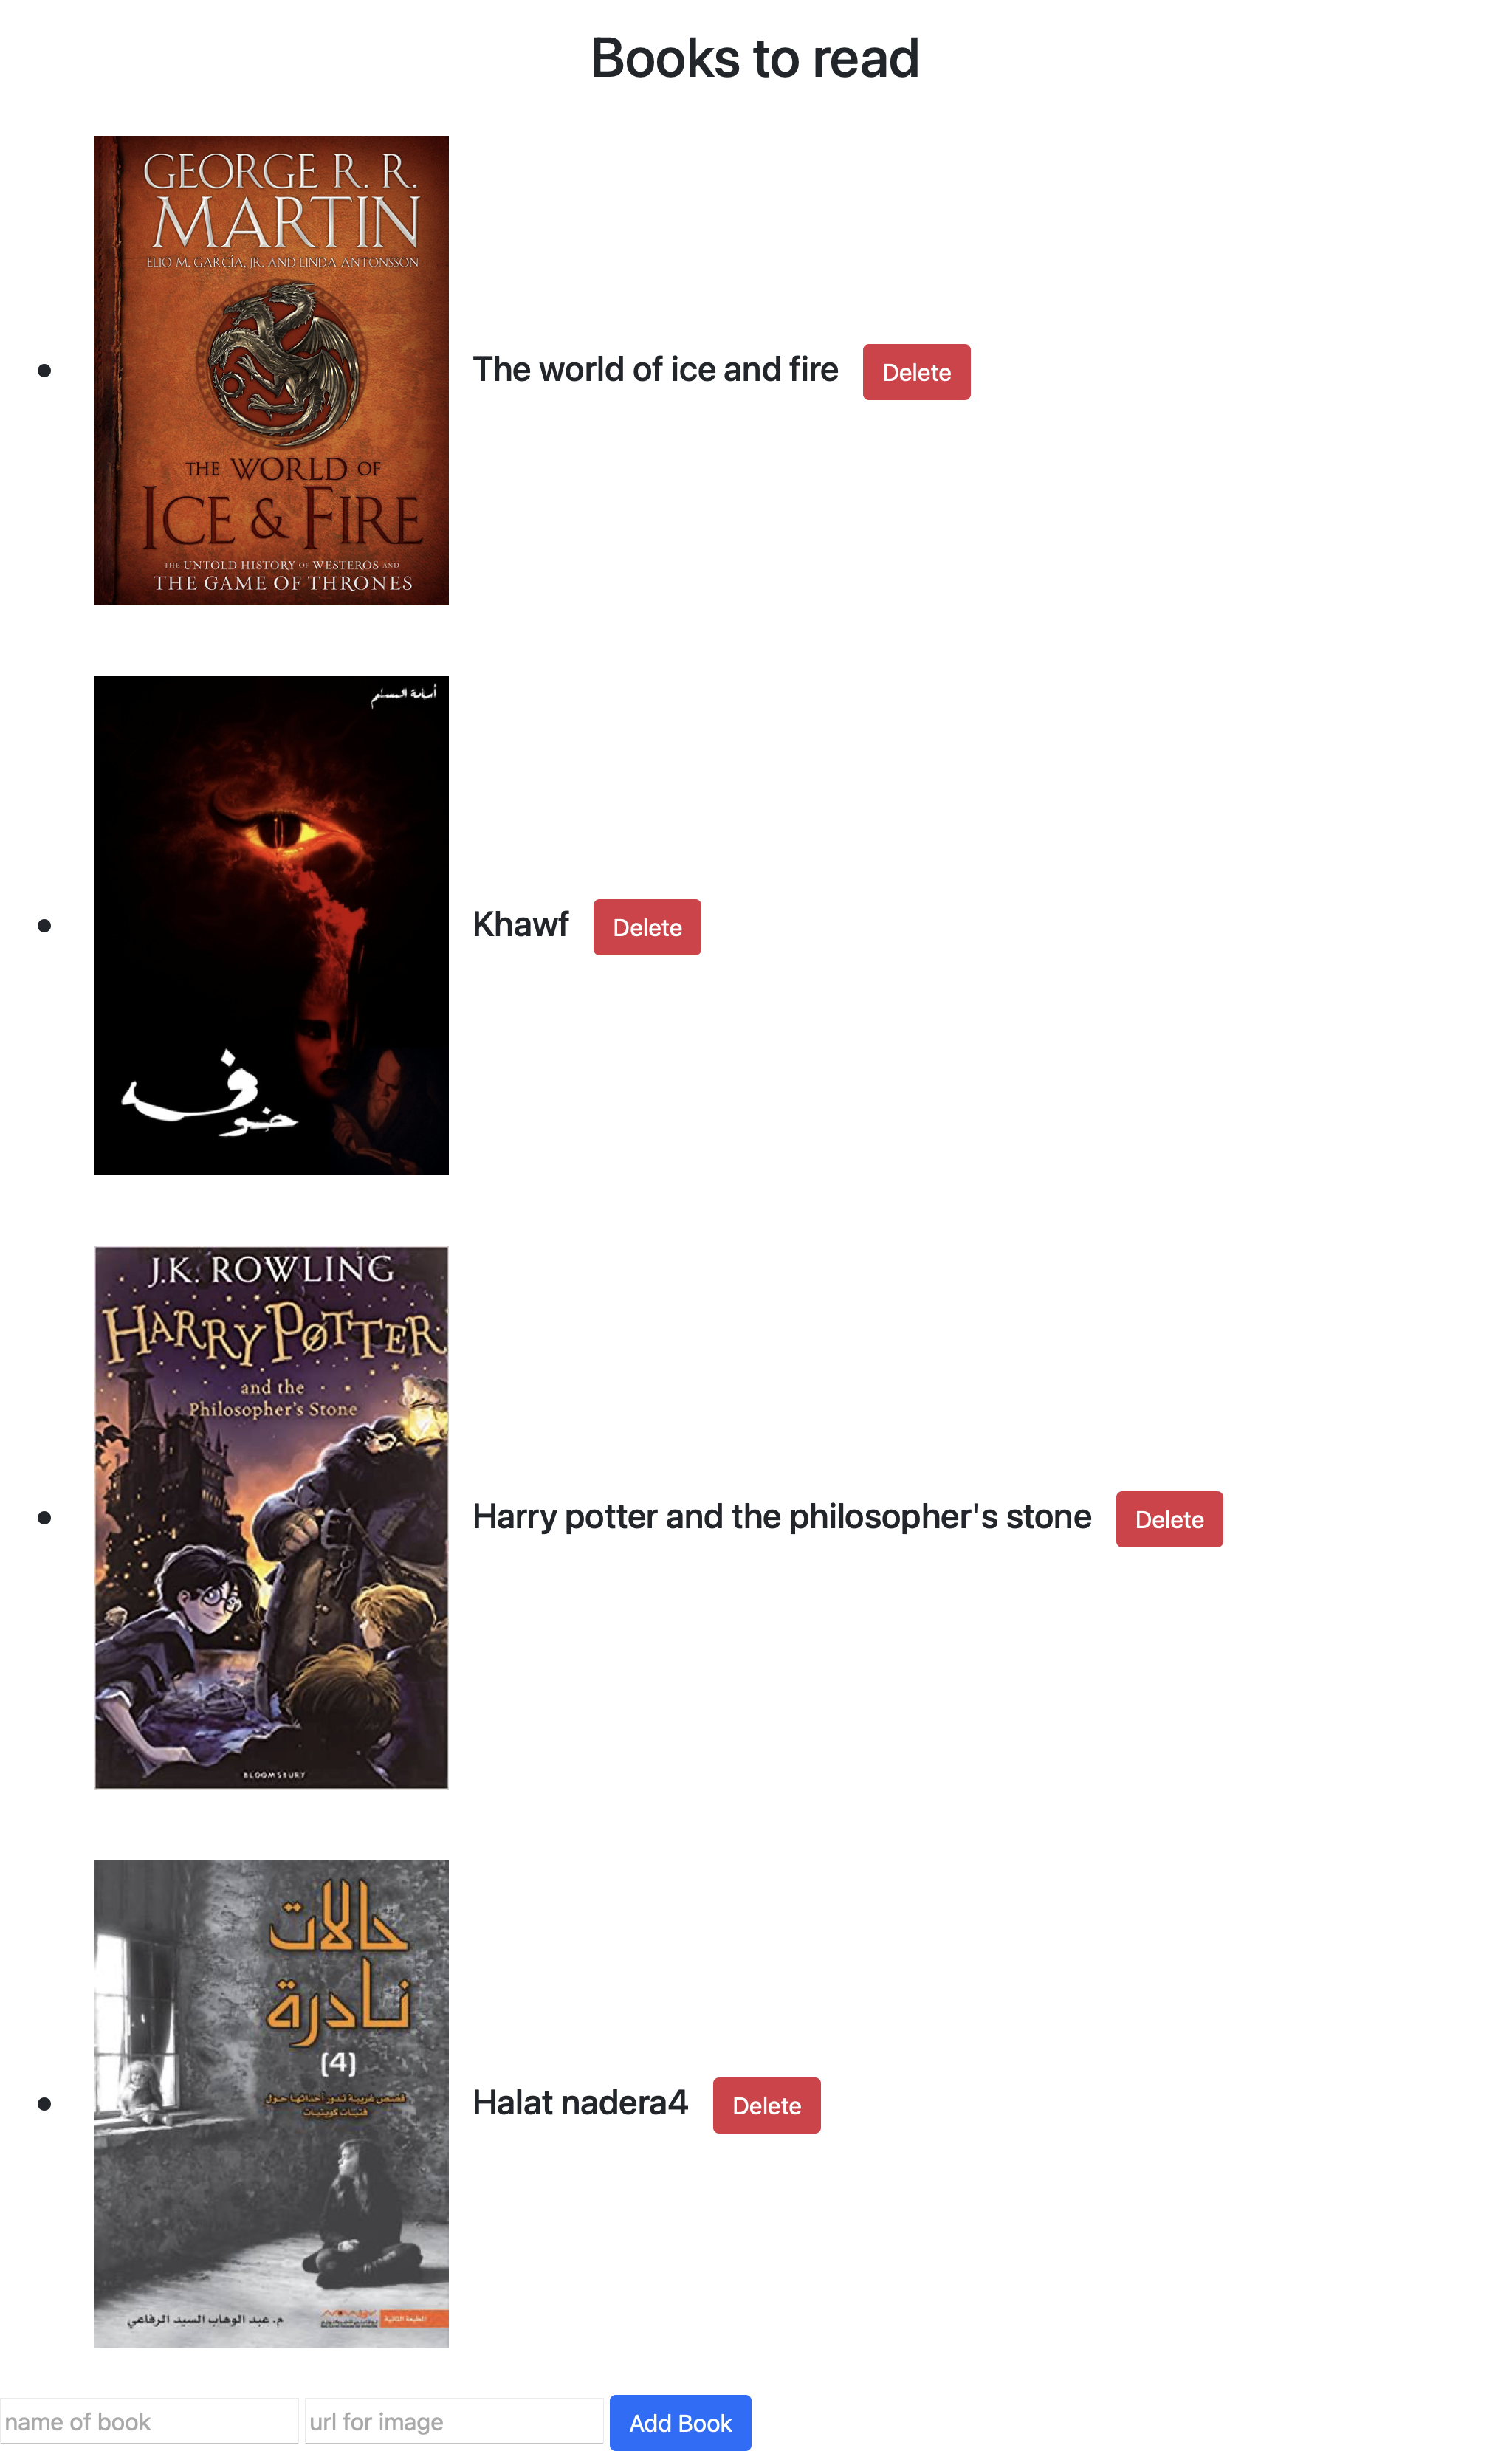 Books to read
GEORGE R. R.
MARTIN
ELIO M. GARCÍA, JR. AND LINDA ANTONSSON
THE WORLD OF
ICE & FIRE
THE UNTOLD HISTORY OF WESTEROS AND
THE GAME OF THRONES
The world of ice and fire Delete
أسامة المسلم
خوف
Khawf Delete
J.K. ROWLING
HARRY POTTER
and the
Philosopher's Stone
BLOOMSBURY
Harry potter and the philosopher's stone Delete
حالات
نادرة
(4)
قصص غريبة تدور أحداثها حول
فتيات كويتيات
م. عبد الوهاب السيد الرفاعي
الطبعة الثانية
Halat nadera4 Delete
name of book url for image Add Book